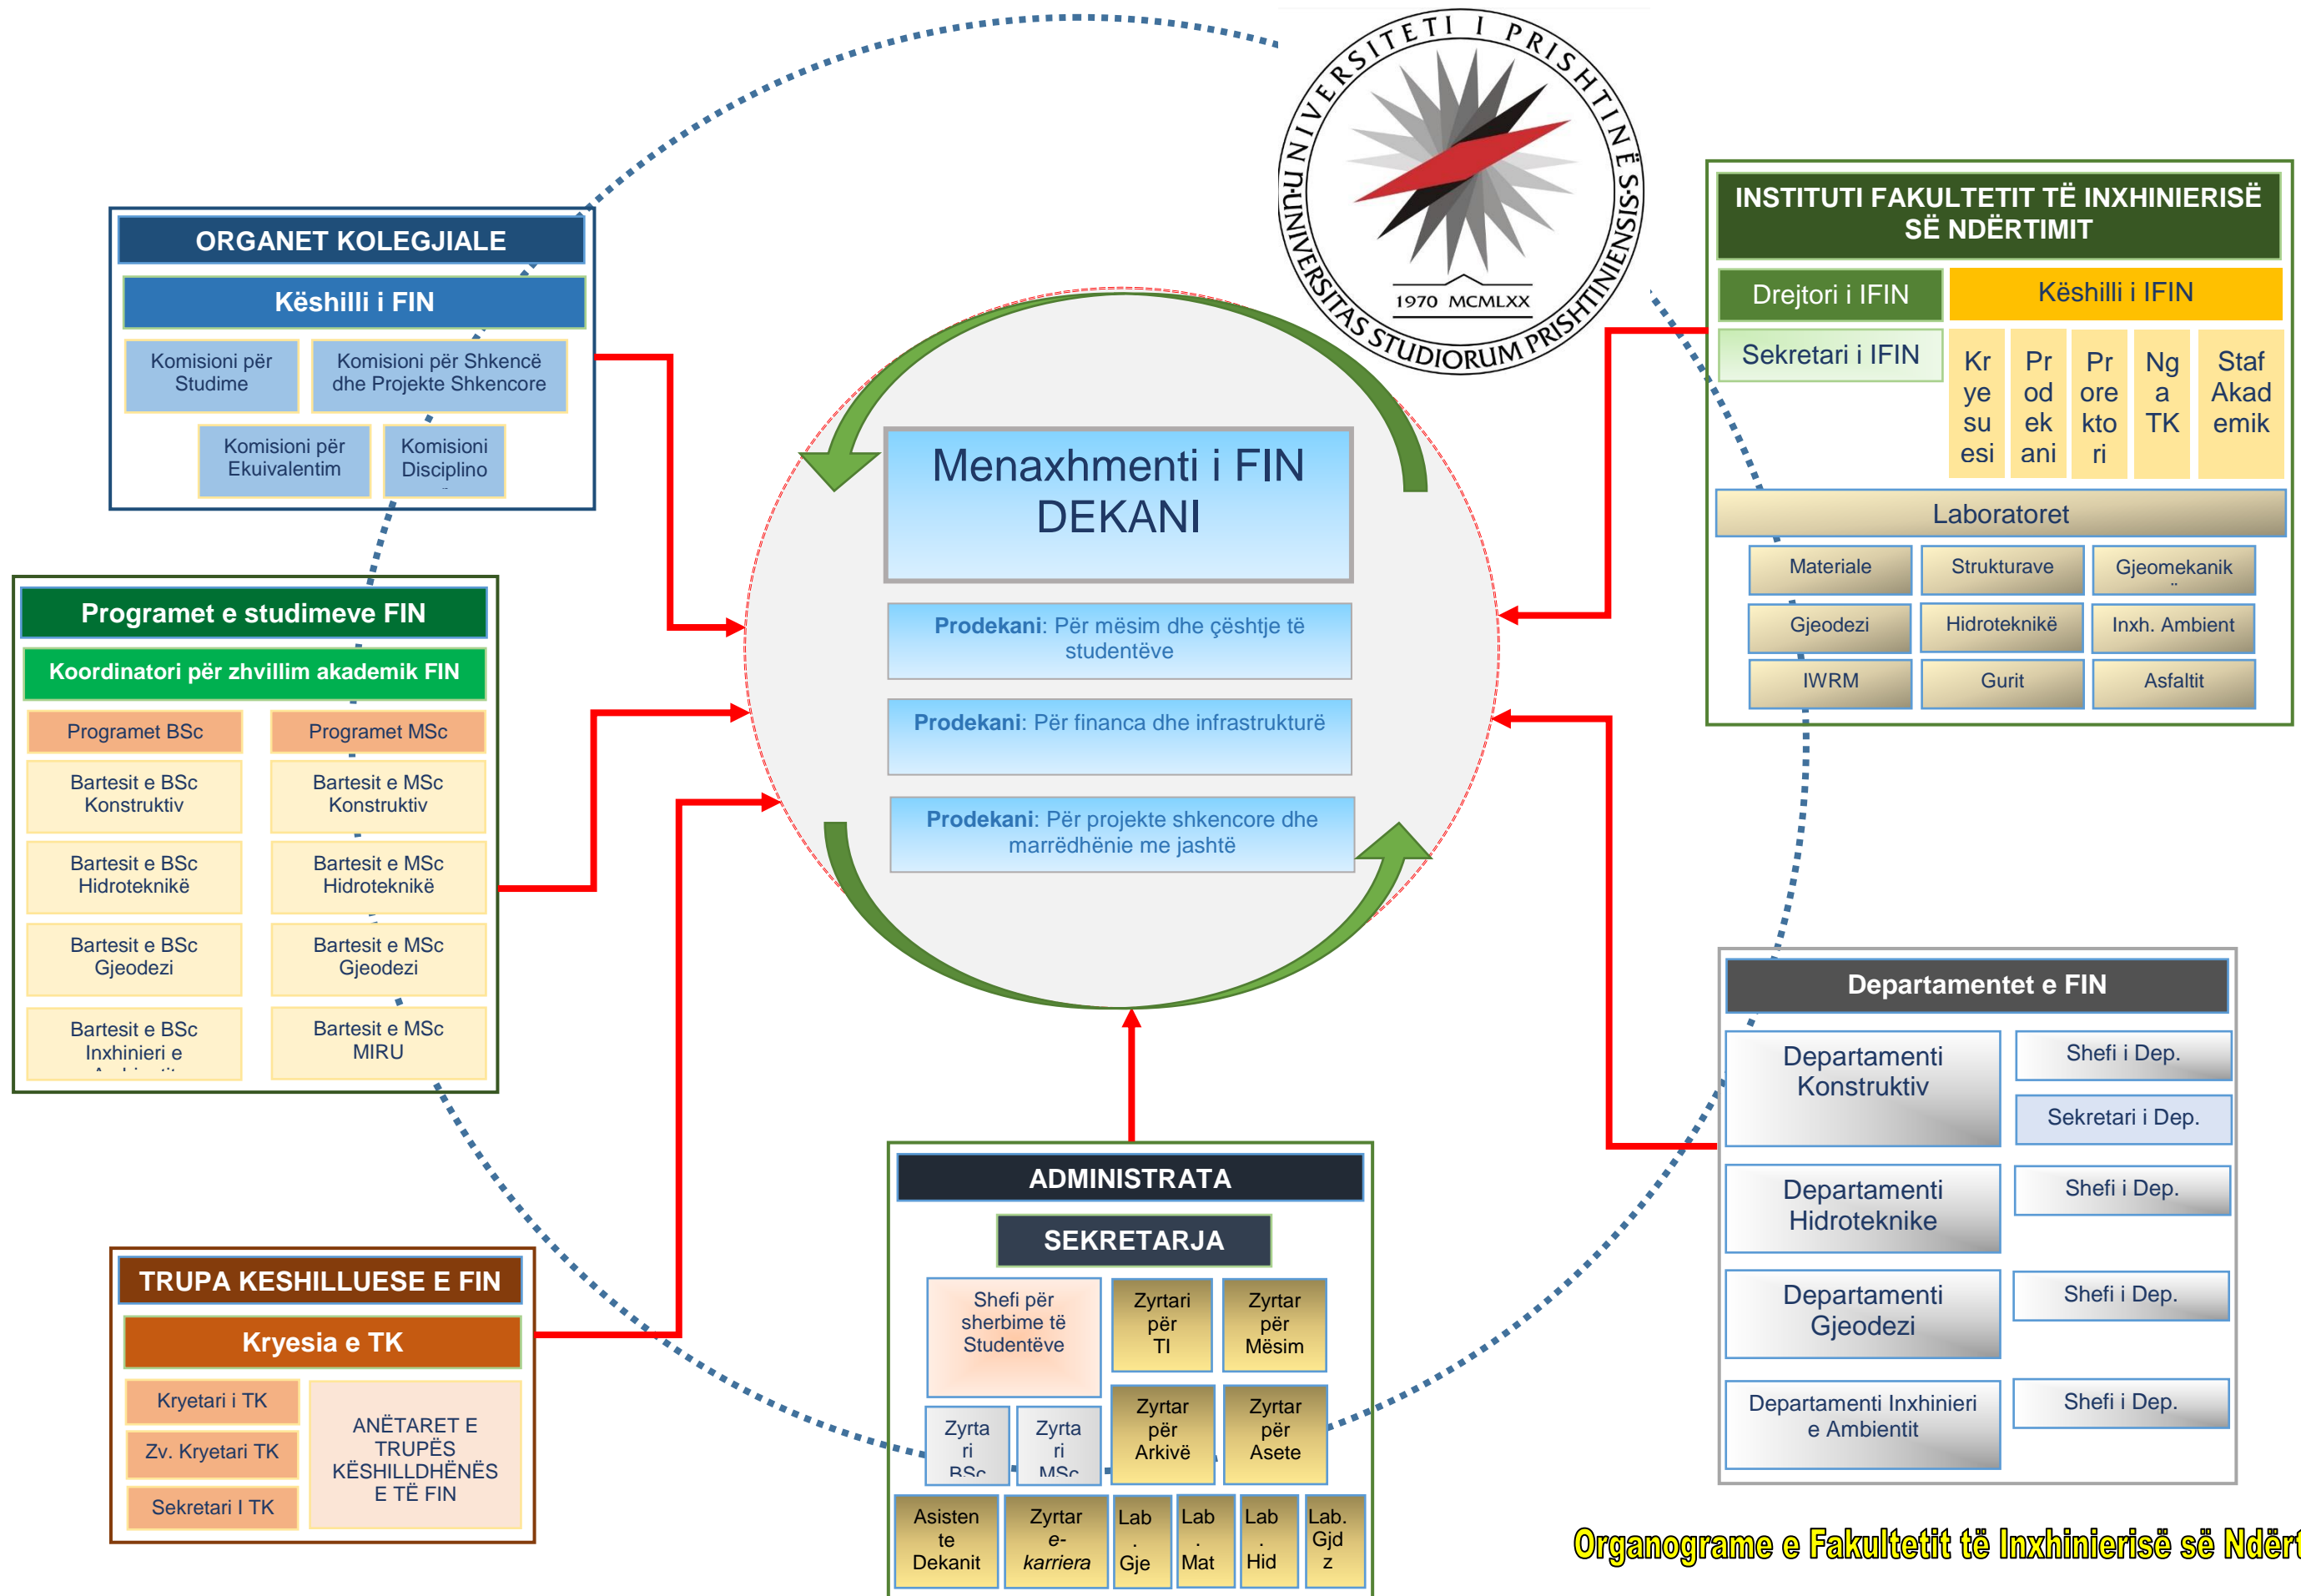 UNIVERSITETI I PRISHTINËS
UNIVERSITAS STUDIORUM PRISHTINIENSIS
1970 MCMLXX
ORGANET KOLEGJIALE
Këshilli i FIN
Komisioni për
Studime
Komisioni për Shkencë
dhe Projekte Shkencore
Komisioni për
Ekuivalentim
Komisioni
Disciplino
Programet e studimeve FIN
Koordinatori për zhvillim akademik FIN
Programet BSc
Programet MSc
Bartesit e BSc
Konstruktiv
Bartesit e MSc
Konstruktiv
Bartesit e BSc
Hidroteknikë
Bartesit e MSc
Hidroteknikë
Bartesit e BSc
Gjeodezi
Bartesit e MSc
Gjeodezi
Bartesit e BSc
Inxhinieri e
Bartesit e MSc
MIRU
TRUPA KESHILLUESE E FIN
Kryesia e TK
Kryetari i TK
Zv. Kryetari TK
Sekretari I TK
ANËTARET E
TRUPËS
KËSHILLDHËNËS
E TË FIN
Menaxhmenti i FIN
DEKANI
Prodekani: Për mësim dhe çështje të
studentëve
Prodekani: Për financa dhe infrastrukturë
Prodekani: Për projekte shkencore dhe
marrëdhënie me jashtë
ADMINISTRATA
SEKRETARJA
Shefi për
sherbime të
Studentëve
Zyrtari
për
TI
Zyrtar
për
Mësim
Zyrta
ri
BSc
Zyrta
ri
MSc
Zyrtar
për
Arkivë
Zyrtar
për
Asete
Asisten
te
Dekanit
Zyrtar
e-
karriera
Lab
.
Gje
Lab
.
Mat
Lab
.
Hid
Lab.
Gjd
z
INSTITUTI FAKULTETIT TË INXHINIERISË
SË NDËRTIMIT
Drejtori i IFIN
Këshilli i IFIN
Sekretari i IFIN
Kr
ye
su
esi
Pr
od
ek
ani
Pr
ore
kto
ri
Ng
a
TK
Staf
Akad
emik
Laboratoret
Materiale
Strukturave
Gjeomekanik
Gjeodezi
Hidroteknikë
Inxh. Ambient
IWRM
Gurit
Asfaltit
Departamentet e FIN
Departamenti
Konstruktiv
Shefi i Dep.
Sekretari i Dep.
Departamenti
Hidroteknike
Shefi i Dep.
Departamenti
Gjeodezi
Shefi i Dep.
Departamenti Inxhinieri
e Ambientit
Shefi i Dep.
Organograme e Fakultetit të Inxhinierisë së Ndërt